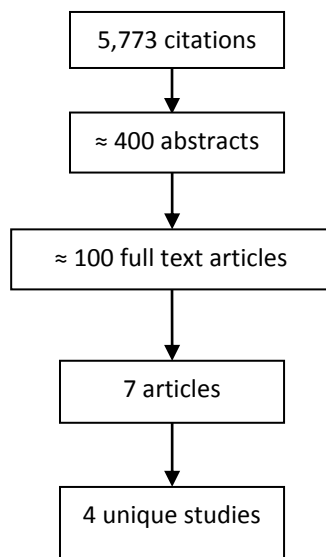 5,773 citations
≈ 400 abstracts
≈ 100 full text articles
7 articles
4 unique studies